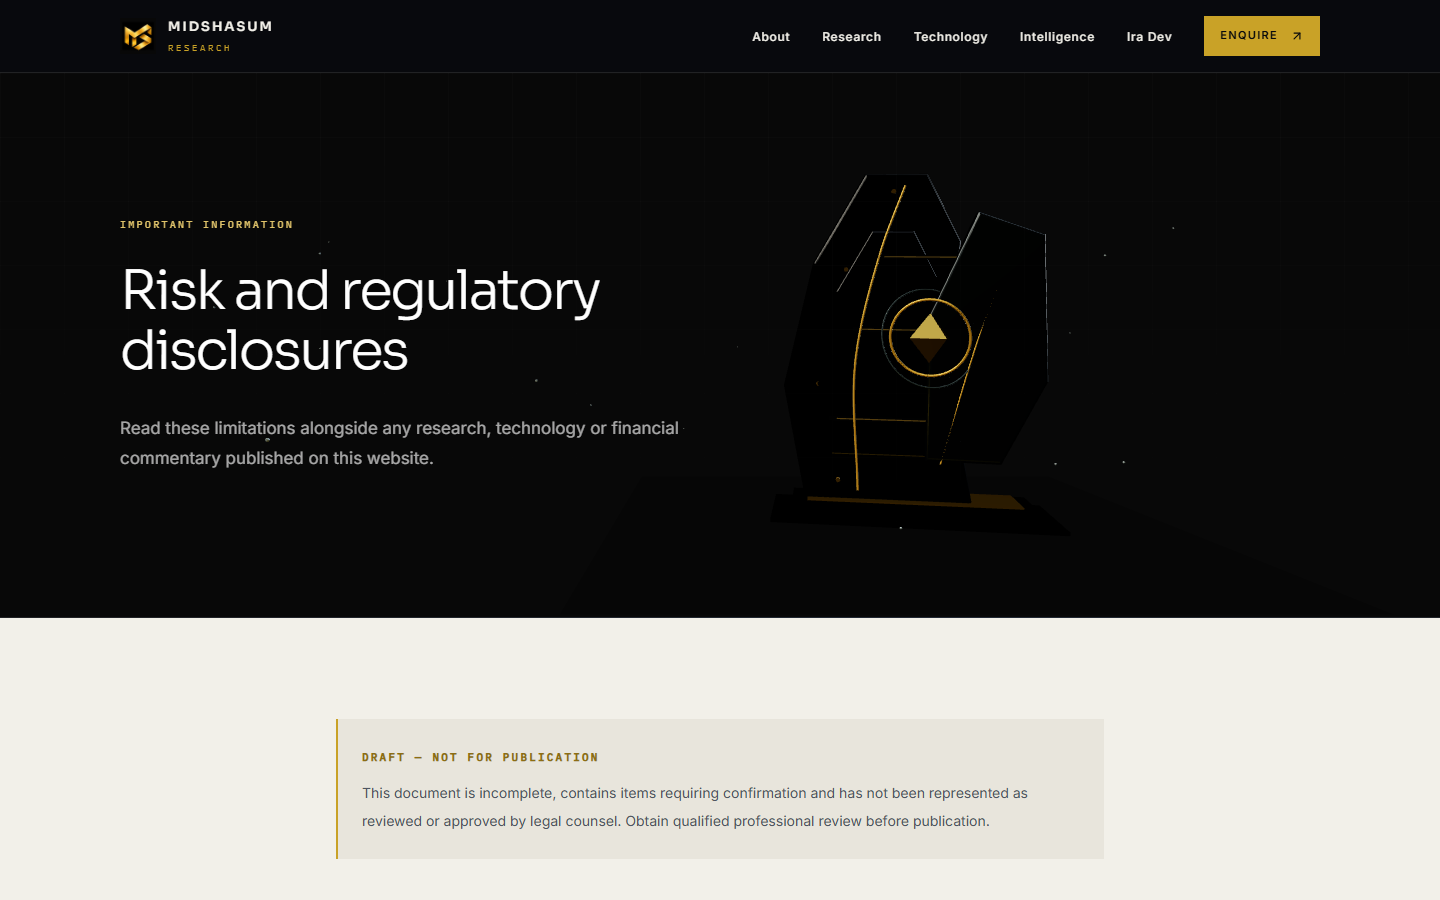 MIDSHASUM
RESEARCH
About
Research
Technology
Intelligence
Ira Dev
ENQUIRE
IMPORTANT INFORMATION
Risk and regulatory
disclosures
Read these limitations alongside any research, technology or financial
commentary published on this website.
DRAFT — NOT FOR PUBLICATION
This document is incomplete, contains items requiring confirmation and has not been represented as
reviewed or approved by legal counsel. Obtain qualified professional review before publication.